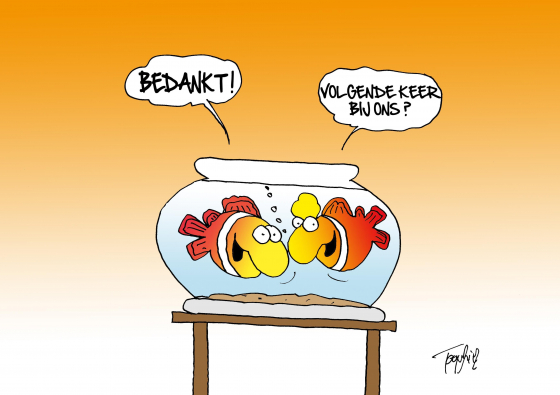 BEDANKT!
VOLGENDE KEER
BIJ ONS?